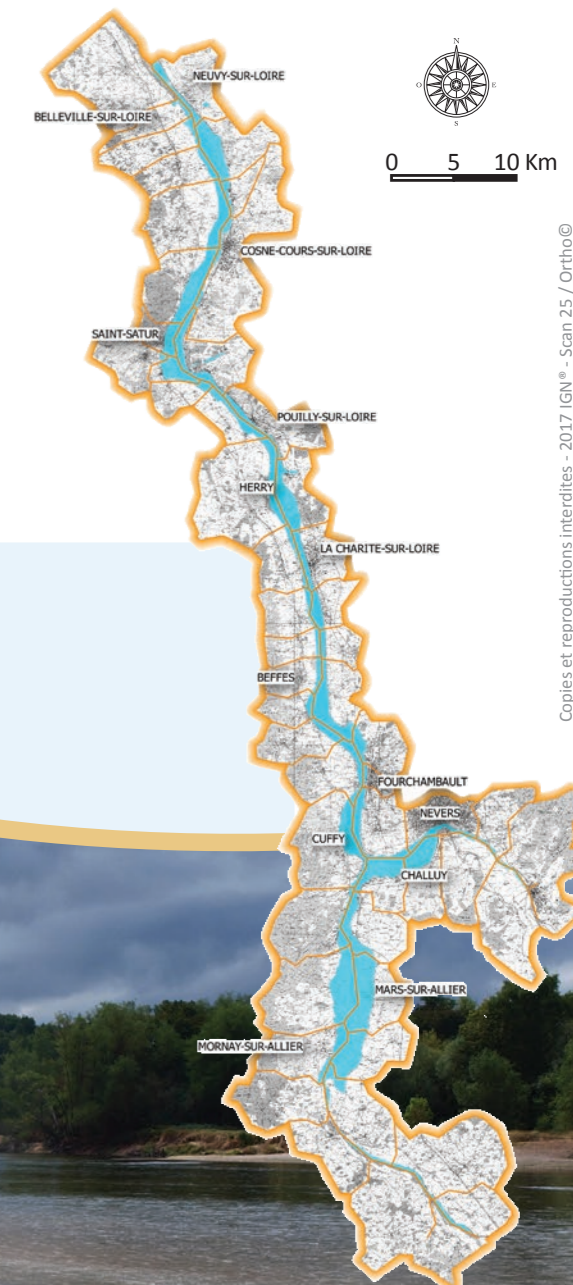 N
O
E
S
0 5 10 Km
NEUVY-SUR-LOIRE
BELLEVILLE-SUR-LOIRE
COSNE-COURS-SUR-LOIRE
SAINT-SATUR
POUILLY-SUR-LOIRE
HERRY
LA CHARITE-SUR-LOIRE
BEFFES
FOURCHAMBAULT
NEVERS
CUFFY
CHALLUY
MARS-SUR-ALLIER
MORNAY-SUR-ALLIER
Copies et reproductions interdites - 2017 IGN® - Scan 25 / Ortho©